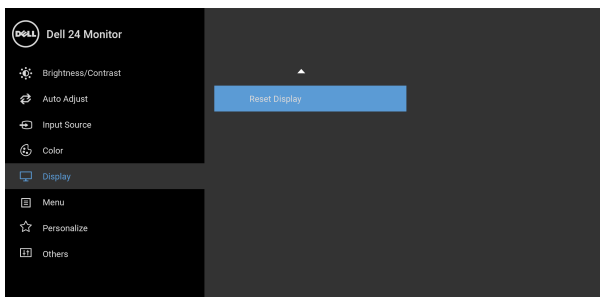 DELL
Dell 24 Monitor
Brightness/Contrast
Auto Adjust
Input Source
Color
Display
Menu
Personalize
Others
Reset Display